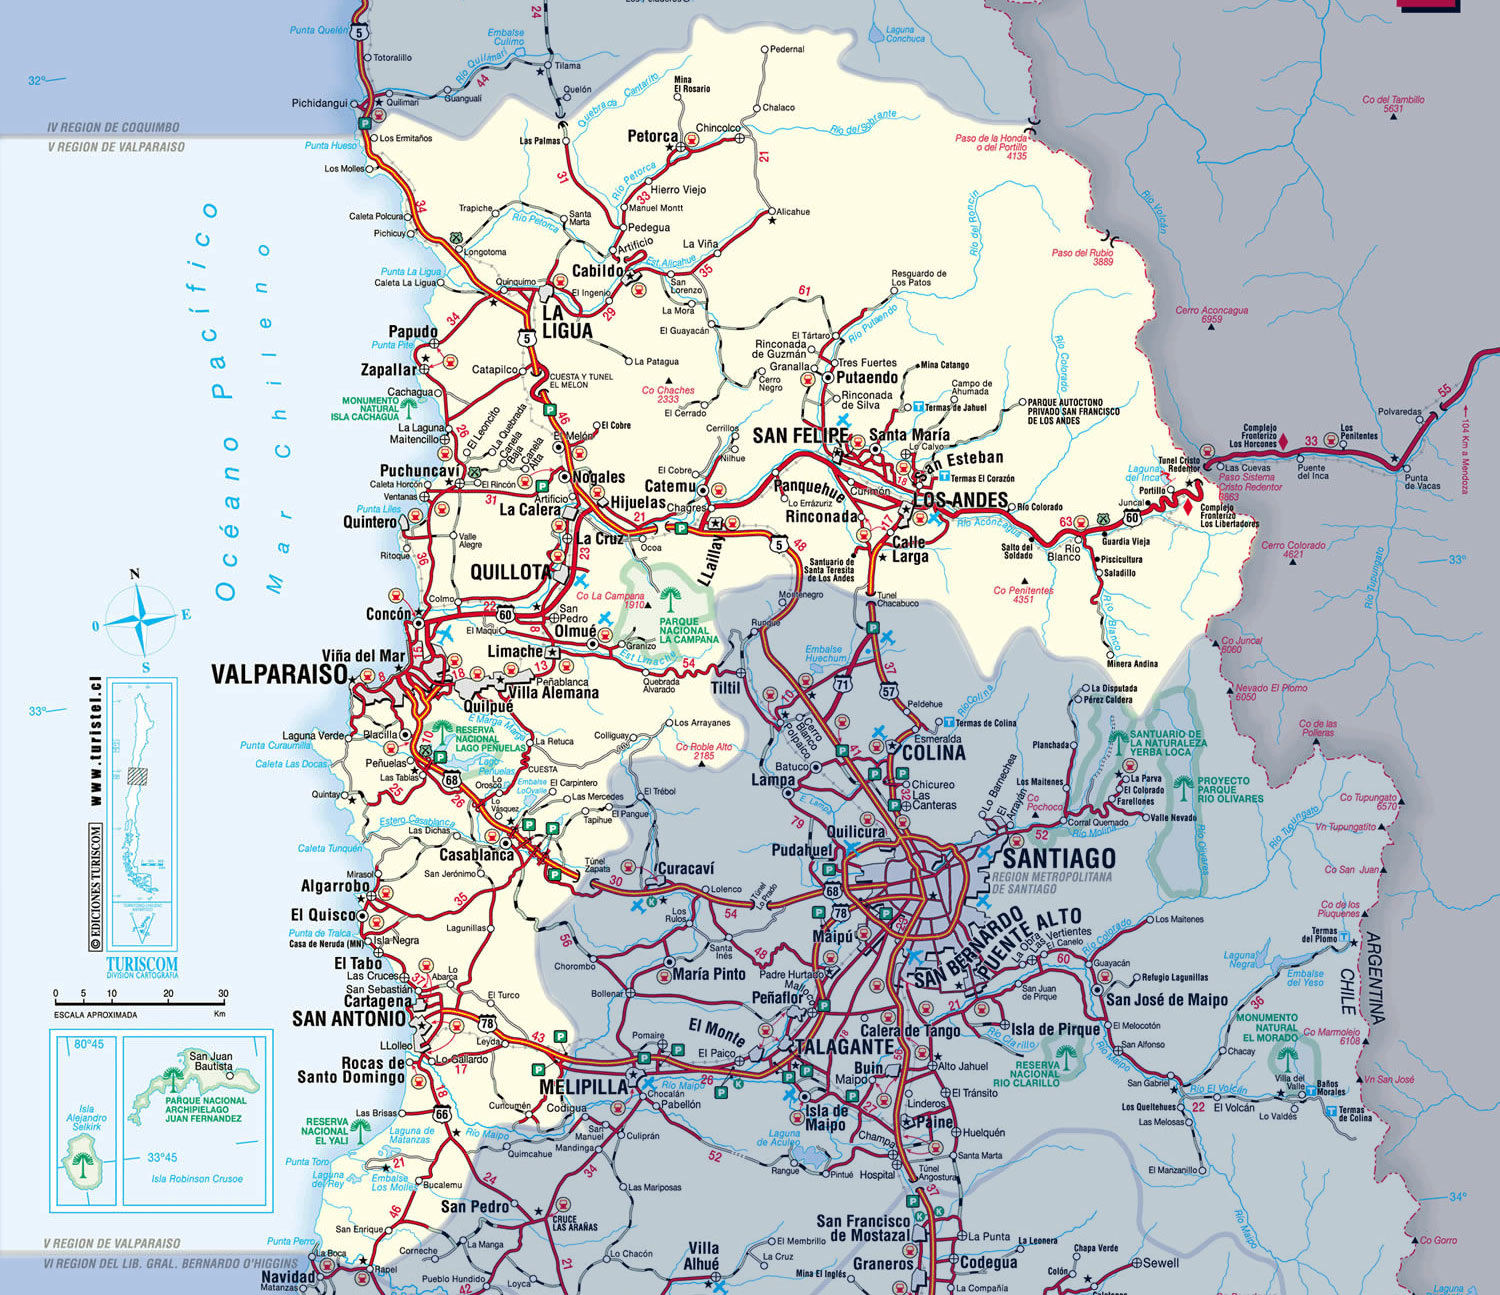 Punta Quelén
5
24
Embalse
Culimo
Laguna
Conchuca
Totoralillo
Río Quilimarí
44
Tilama
Pedernal
32°
Pichidangui
Quilimarí
Guanguali
Quelón
Quebrada Cantarito
Mina
El Rosario
Chalaco
Co del Tambillo
5631
IV REGION DE COQUIMBO
V REGION DE VALPARAISO
P
Los Ermitaños
Punta Hueso
Las Palmas
Petorca
Chincolco
Río del Sobrante
Paso de la Honda
o del Portillo
4135
Los Molles
31
Río Petorca
33
Hierro Viejo
21
34
Trapiche
Santa
Marta
Manuel Montt
Pedegua
Alicahue
Río del Rocín
Río Volcán
Caleta Polcura
Pichicuy
Río Petorca
Longotoma
Artificio
La Viña
Paso del Rubio
3889
Punta La Ligua
Caleta La Ligua
Quinquimo
Cabildo
Est Alicahue
35
San
Lorenzo
El Ingenio
29
La Mora
61
Resguardo de
Los Patos
LA
LIGUA
El Guayacán
El Tártaro
Río Putaendo
Cerro Aconcagua
6959
Papudo
Punta Pite
34
5
Rinconada
de Guzmán
Granalla
Tres Fuertes
Putaendo
Mina Catango
Río Colorado
Zapallar
Catapilco
CUESTA Y TUNEL
EL MELON
La Patagua
Co Chaches
2333
Cerro
Negro
El Cerrado
Rinconada
de Silva
Campo de
Ahumada
Termas de Jahuel
PARQUE AUTOCTONO
PRIVADO SAN FRANCISCO
DE LOS ANDES
Cachagua
MONUMENTO
NATURAL
ISLA CACHAGUA
La Laguna
Maitencillo
26
El Leoncito
La Quebrada
Canela
Baja
Canela
Alta
46
El Melón
El Cobre
Cerrillos
Nilhue
SAN FELIPE
Santa María
Lo Calvo
San Esteban
Termas El Corazón
18
Puchuncaví
Caleta Horcón
Ventanas
El Rincón
31
Nogales
Artificio
Hijuelas
El Cobre
Catemu
Chagres
Panquehue
Lo Errázuriz
Curimón
Rinconada
LOS ANDES
17
Río Colorado
Río Aconcagua
63
Juncal
60
Portillo
Laguna
del Inca
Tunel Cristo
Redentor
Complejo
Fronterizo
Los Horcones
33
Los
Penitentes
Polvaredas
55
104 Km a Mendoza
Las Cuevas
Puente
del Inca
Punta
de Vacas
Paso Sistema
Cristo Redentor
3863
Complejo
Fronterizo
Los Libertadores
Punta Liles
Quintero
Ritoque
36
Valle
Alegre
La Calera
La Cruz
23
21
Ocoa
LLaillay
5
48
Santuario de
Santa Teresita
de Los Andes
Calle
Larga
Salto del
Soldado
Río
Blanco
Guardia Vieja
Piscicultura
Saladillo
Cerro Colorado
4621
33°
Río Tupungato
QUILLOTA
Colmo
Concón
22
60
18
San
Pedro
Co La Campana
1910
PARQUE
NACIONAL
LA CAMPANA
Montenegro
Rungue
Tunel
Chacabuco
Co Penitentes
4351
Río Blanco
Minera Andina
Co Juncal
6060
Nevado El Plomo
6050
N
O
E
S
El Maqui
Olmué
Granizo
Est Limache
Limache
13
Peñablanca
54
Quebrada
Alvarado
Tiltil
Embalse
Huechum
71
37
57
Viña del Mar
15
8
VALPARAISO
18
Villa Alemana
Quilpué
33°
www.turistel.cl
Océano Pacífico
Mar Chileno
Laguna Verde
Punta Curaumilla
Caleta Las Docas
Placilla
10
Peñuelas
Las Tablas
25
68
26
E Marga Marga
RESERVA
NACIONAL
LAGO PEÑUELAS
Lago
Peñuelas
La Retuca
CUESTA
Colliguay
Los Arrayanes
Co Roble Alto
2185
10
Cerro
Blanco
Polpaico
Batuco
Lampa
E. Lampa
79
41
Peldehue
Río Colina
Termas de Colina
Esmeralda
COLINA
Chicureo
Las
Canteras
32
La Disputada
Pérez Caldera
Planchada
Los Maitenes
Lo Barnechea
El
Arrayán
Co
Pochoco
52
Corral Quemado
Río Molina
SANTUARIO DE
LA NATURALEZA
YERBA LOCA
La Parva
El Colorado
Farellones
Valle Nevado
PROYECTO
PARQUE
RIO OLIVARES
Río Olivares
Co de las
Polleras
Co Tupungato
6570
Vn Tupungatito
Río Tupungato
Co San Juan
Co de los
Piuquenes
Quintay
Lo
Orosco
Embalse
Lo Ovalle
Lo
Vásquez
El Carpintero
Las Mercedes
Tapihue
El Pangue
El Trébol
Estero Casablanca
Las Dichas
Casablanca
Caleta Tunquén
Mirasol
San Jerónimo
Algarrobo
35
El Quisco
Punta de Tralca
Casa de Neruda (MN)
Isla Negra
Lagunillas
El Tabo
Las Cruces
San Sebastián
37
Lo
Abarca
Cartagena
SAN ANTONIO
LLolleo
El Turco
78
Leyda
43
Lo Gallardo
17
Rocas de
Santo Domingo
18
Túnel
Zapata
30
Curacaví
Lolenco
54
Túnel
Lo Prado
Los
Rulos
56
Chorombo
Santa
Inés
María Pinto
48
Bollenar
Quilicura
Pudahuel
68
78
Maipú
23
SANTIAGO
REGION METROPOLITANA
DE SANTIAGO
SAN BERNARDO
PUENTE ALTO
La Obra
Las Vertientes
El Canelo
60
Río Colorado
Los Maitenes
Guayacán
Refugio Lagunillas
San José de Maipo
San Juan
de Pirque
21
El Melocotón
San Alfonso
Río Maipo
San Gabriel
Los Queltehues
Las Melosas
El Manzanillo
22
El Volcán
Río El Volcán
Lo Valdés
Chacay
36
Laguna
Negra
Embalse
del Yeso
Termas
del Plomo
ARGENTINA
CHILE
MONUMENTO
NATURAL
EL MORADO
Villa del
Valle
Baños
Morales
Termas
de Colina
Co Marmolejo
6108
Vn San José
Padre Hurtado
Malloco
Peñaflor
El Monte
El Paico
26
TALAGANTE
Calera de Tango
Isla de Pirque
Río Clarillo
RESERVA
NACIONAL
RIO CLARILLO
Pomaire
MELIPILLA
Chocalán
Río Maipo
Pabellón
Isla de
Maipo
Buin
Maipo
27
Alto Jahuel
El Tránsito
Linderos
Paine
Huelquén
Champa
Santa Marta
Hospital
Túnel
Angostura
37
Laguna
de Aculeo
Rangue
Pintué
52
Curicumén
Codigua
Culiprán
San
Manuel
Mandinga
34
Quimcahue
24
Las Mariposas
San Pedro
CRUCE
LAS ARAÑAS
21
La Manga
Lo Chacón
Pueblo Hundido
42
Loyca
Villa
Alhué
El Membrillo
La Cruz
Mina El Inglés
San Francisco
de Mostazal
Graneros
La Punta
Codegua
La Compañía
La Leonera
Chapa Verde
Colón
Sewell
Río Maipo
34°
Co Gorro
66
Las Brisas
RESERVA
NACIONAL
EL YALI
Laguna de
Matanzas
Río Maipo
Punta Toro
Laguna
del Rey
21
Embalse
Los Molles
Bucalemu
46
San Enrique
Corneche
Punta Perro
La Boca
Rapel
Navidad
Matanzas
V REGION DE VALPARAISO
VI REGION DEL LIB. GRAL. BERNARDO O'HIGGINS
© EDICIONES TURISCOM
TURISCOM
DIVISION CARTOGRAFIA
0 5 10 20 30
ESCALA APROXIMADA Km
80°45
San Juan
Bautista
PARQUE NACIONAL
ARCHIPIELAGO
JUAN FERNANDEZ
Isla
Alejandro
Selkirk
33°45
Isla Robinson Crusoe